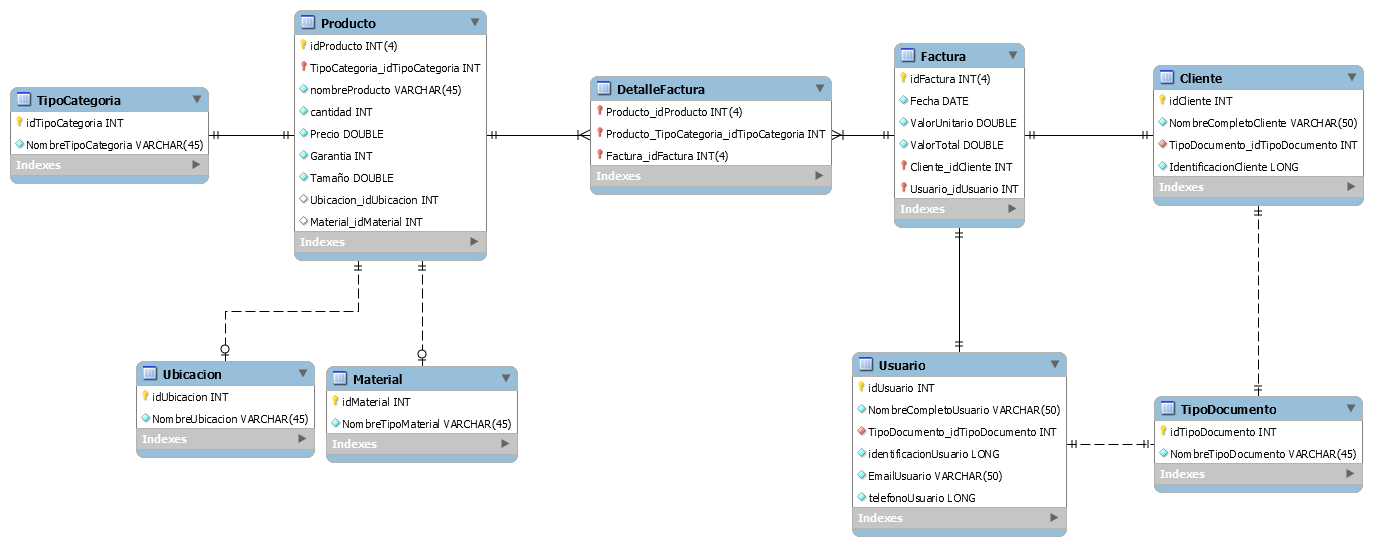 TipoCategoria
idTipoCategoria INT
NombreTipoCategoria VARCHAR(45)
Indexes
Producto
idProducto INT(4)
TipoCategoria_idTipoCategoria INT
nombreProducto VARCHAR(45)
cantidad INT
Precio DOUBLE
Garantia INT
Tamaño DOUBLE
Ubicacion_idUbicacion INT
Material_idMaterial INT
Indexes
DetalleFactura
Producto_idProducto INT(4)
Producto_TipoCategoria_idTipoCategoria INT
Factura_idFactura INT(4)
Indexes
Factura
idFactura INT(4)
Fecha DATE
ValorUnitario DOUBLE
ValorTotal DOUBLE
Cliente_idCliente INT
Usuario_idUsuario INT
Indexes
Cliente
idCliente INT
NombreCompletoCliente VARCHAR(50)
TipoDocumento_idTipoDocumento INT
IdentificacionCliente LONG
Indexes
Ubicacion
idUbicacion INT
NombreUbicacion VARCHAR(45)
Indexes
Material
idMaterial INT
NombreTipoMaterial VARCHAR(45)
Indexes
Usuario
idUsuario INT
NombreCompletoUsuario VARCHAR(50)
TipoDocumento_idTipoDocumento INT
identificacionUsuario LONG
EmailUsuario VARCHAR(50)
telefonoUsuario LONG
Indexes
TipoDocumento
idTipoDocumento INT
NombreTipoDocumento VARCHAR(45)
Indexes